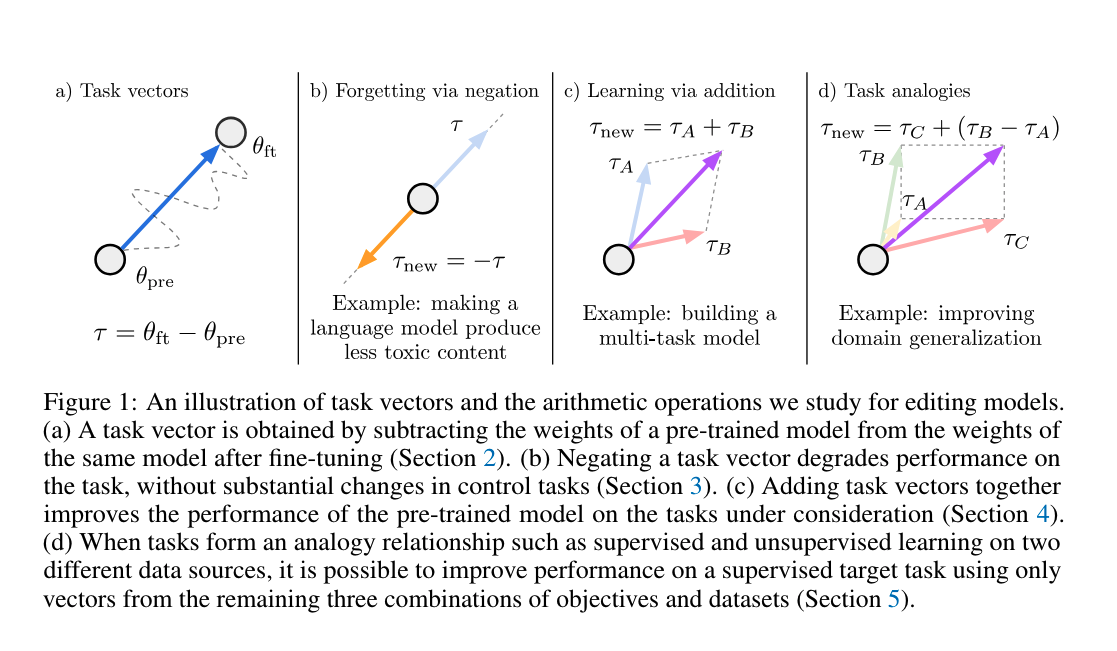 a) Task vectors
θft
θpre
τ = θft − θpre
b) Forgetting via negation
τ
τnew = −τ
Example: making a
language model produce
less toxic content
c) Learning via addition
τnew = τA + τB
τA
τB
Example: building a
multi-task model
d) Task analogies
τnew = τC + (τB − τA)
τB
τA
τC
Example: improving
domain generalization
Figure 1: An illustration of task vectors and the arithmetic operations we study for editing models.
(a) A task vector is obtained by subtracting the weights of a pre-trained model from the weights of
the same model after fine-tuning (Section 2). (b) Negating a task vector degrades performance on
the task, without substantial changes in control tasks (Section 3). (c) Adding task vectors together
improves the performance of the pre-trained model on the tasks under consideration (Section 4).
(d) When tasks form an analogy relationship such as supervised and unsupervised learning on two
different data sources, it is possible to improve performance on a supervised target task using only
vectors from the remaining three combinations of objectives and datasets (Section 5).